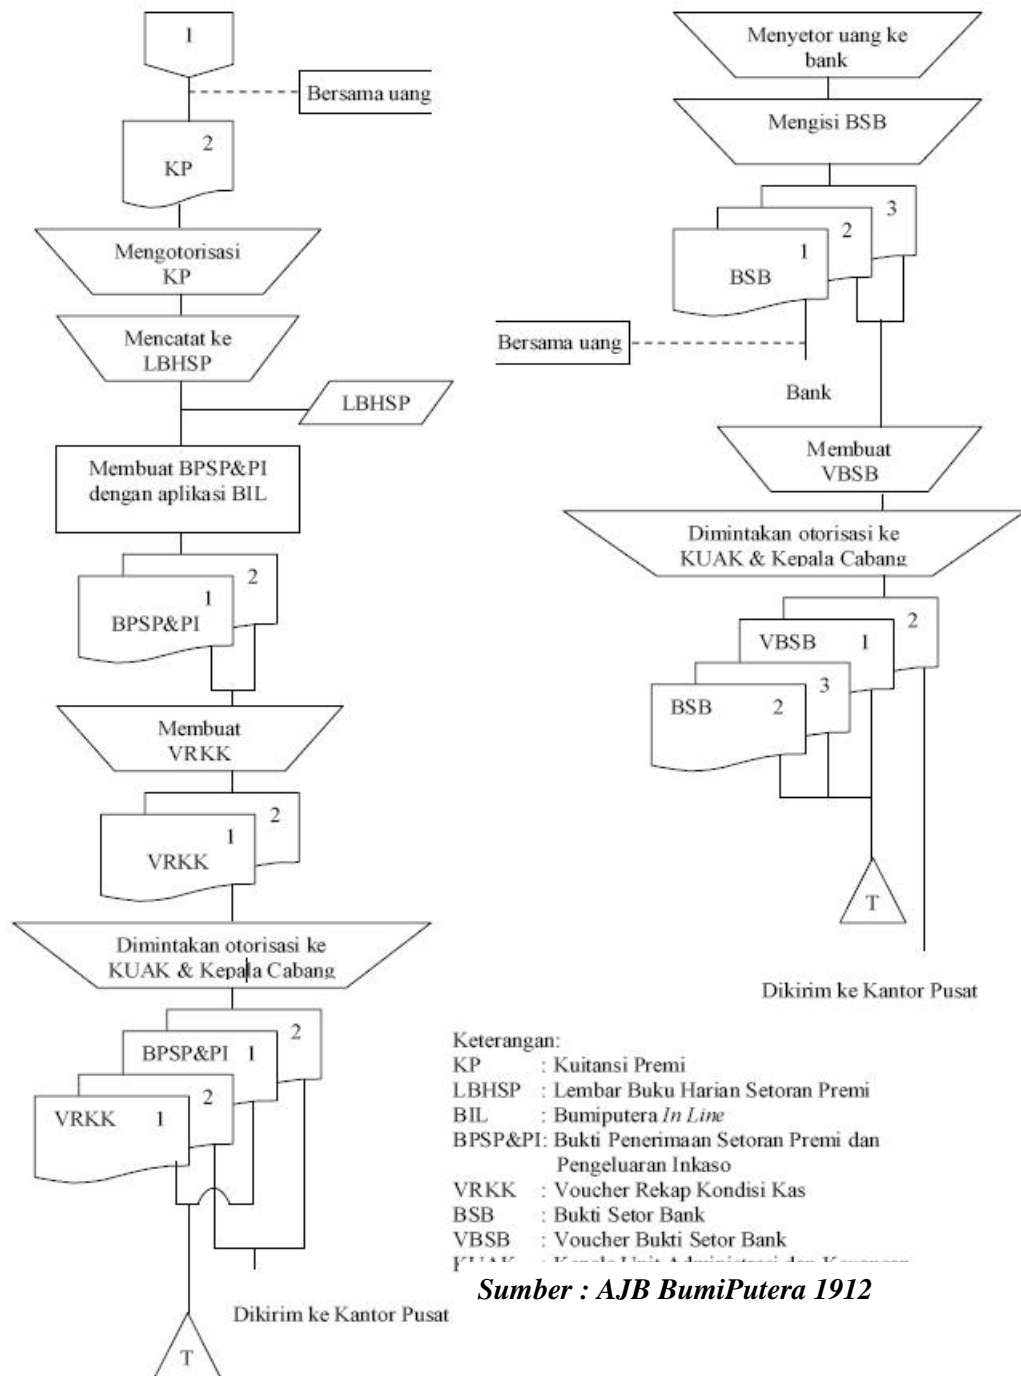 1
Bersama uang
2
KP
Mengotorisasi
KP
Mencatat ke
LBHSP
LBHSP
Membuat BPSP&PI
dengan aplikasi BIL
2
1
BPSP&PI
Membuat
VRKK
2
1
VRKK
Dimintakan otorisasi ke
KUAK & Kepala Cabang
2
BPSP&PI 1
2
VRKK 1
Dikirim ke Kantor Pusat
T
Menyetor uang ke
bank
Mengisi BSB
3
2
1
BSB
Bersama uang
Bank
Membuat
VBSB
Dimintakan otorisasi ke
KUAK & Kepala Cabang
2
VBSB 1
3
BSB 2
T
Dikirim ke Kantor Pusat
Keterangan:
KP : Kuitansi Premi
LBHSP : Lembar Buku Harian Setoran Premi
BIL : Bumiputera In Line
BPSP&PI: Bukti Penerimaan Setoran Premi dan
Pengeluaran Inkaso
VRKK : Voucher Rekap Kondisi Kas
BSB : Bukti Setor Bank
VBSB : Voucher Bukti Setor Bank
KUAK : Kepala Unit Administrasi dan Keuangan
Sumber : AJB BumiPutera 1912